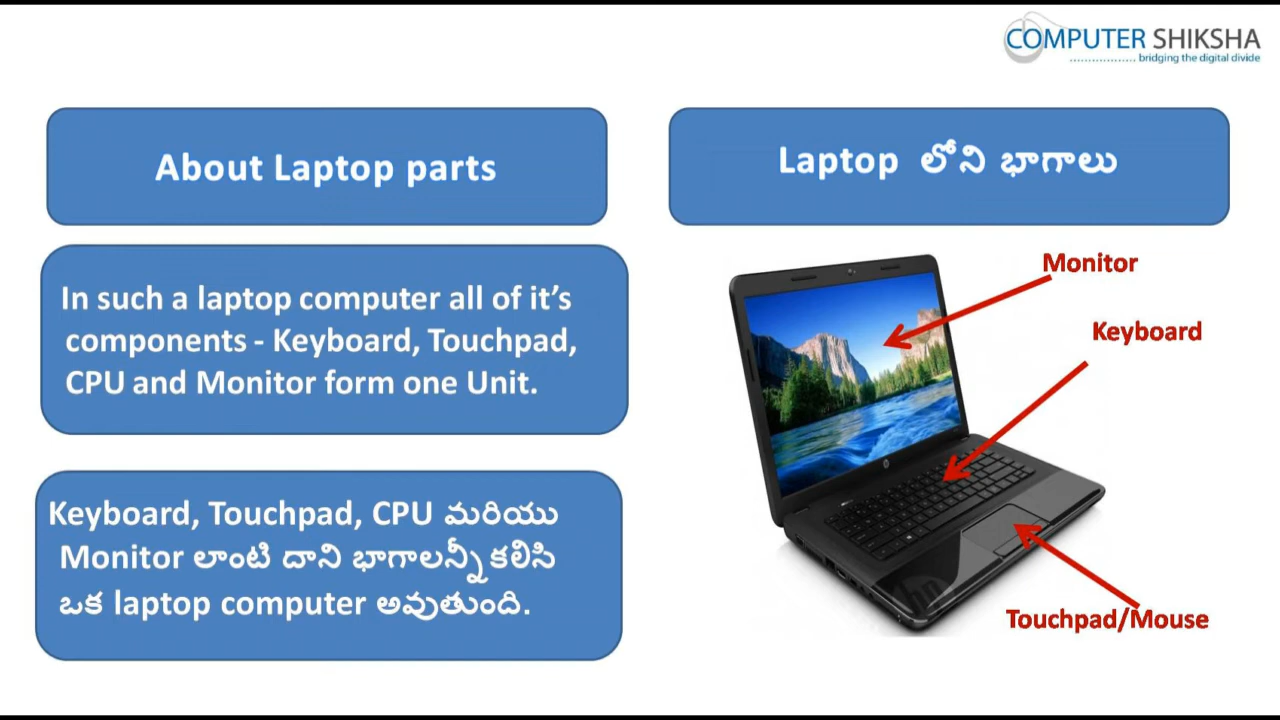 COMPUTER SHIKSHA
bridging the digital divide
About Laptop parts
Laptop లోని భాగాలు
In such a laptop computer all of it’s
components - Keyboard, Touchpad,
CPU and Monitor form one Unit.
Keyboard, Touchpad, CPU మరియు
Monitor లాంటి దాని భాగాలన్నీ కలిసి
ఒక laptop computer అవుతుంది.
Monitor
Keyboard
Touchpad/Mouse
hp